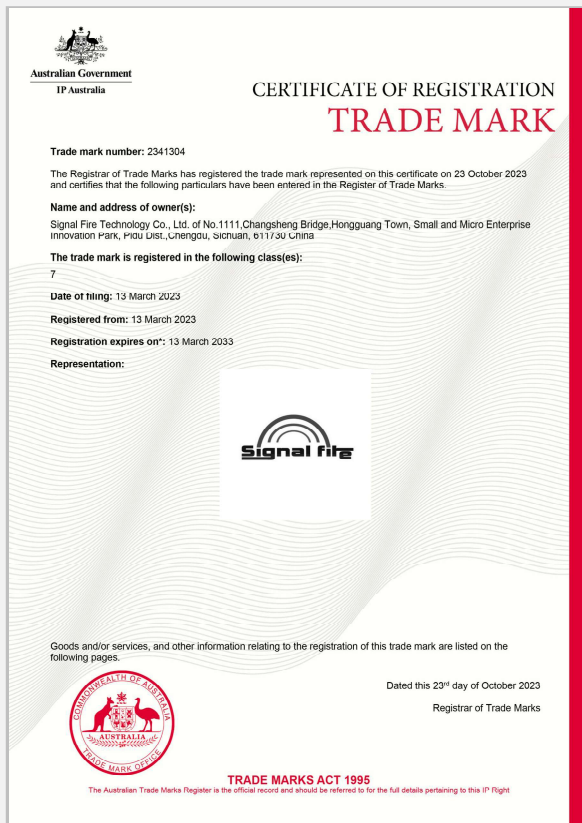 Australian Government
IP Australia
CERTIFICATE OF REGISTRATION
TRADE MARK
Trade mark number: 2341304
The Registrar of Trade Marks has registered the trade mark represented on this certificate on 23 October 2023
and certifies that the following particulars have been entered in the Register of Trade Marks.
Name and address of owner(s):
Signal Fire Technology Co., Ltd. of No.1111,Changsheng Bridge,Hongguang Town, Small and Micro Enterprise
Innovation Park, Pidu Dist.,Chengdu, Sichuan, 611730 China
The trade mark is registered in the following class(es):
7
Date of filing: 13 March 2023
Registered from: 13 March 2023
Registration expires on*: 13 March 2033
Representation:
Signal fire
Goods and/or services, and other information relating to the registration of this trade mark are listed on the
following pages.
COMMONWEALTH OF AUSTRALIA
AUSTRALIA
TRADE MARK OFFICE
Dated this 23rd day of October 2023
Registrar of Trade Marks
TRADE MARKS ACT 1995
The Australian Trade Marks Register is the official record and should be referred to for the full details pertaining to this IP Right